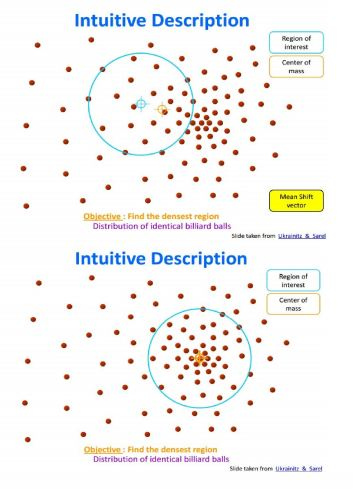 Intuitive Description
Region of
interest
Center of
mass
Mean Shift
vector
Objective : Find the densest region
Distribution of identical billiard balls
Slide taken from Ukrainitz & Sarel
Intuitive Description
Region of
interest
Center of
mass
Objective : Find the densest region
Distribution of identical billiard balls
Slide taken from Ukrainitz & Sarel